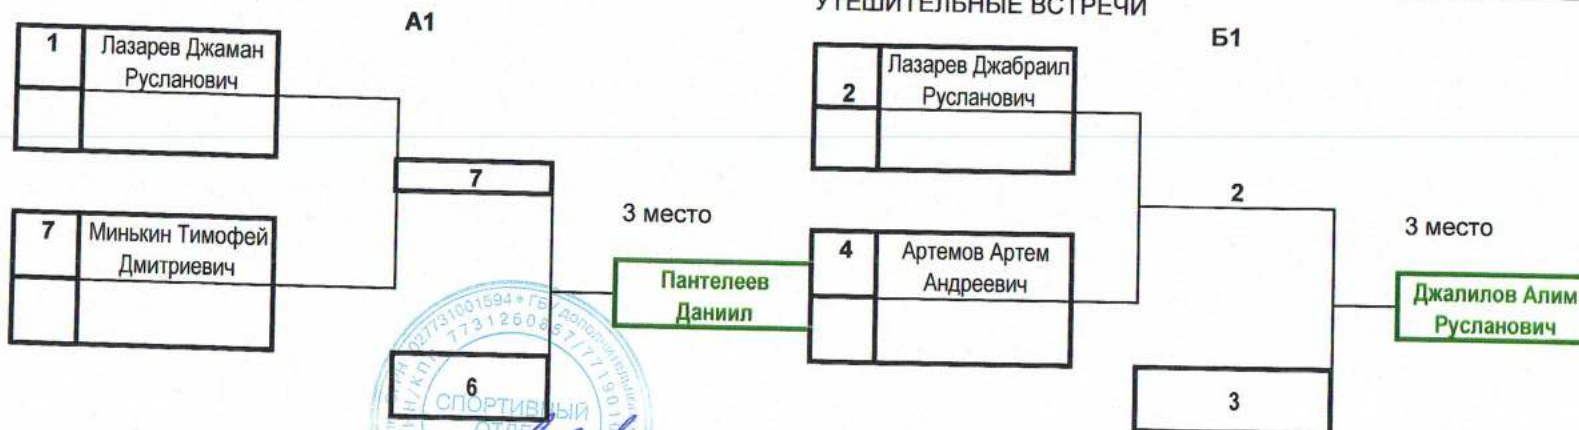 УТЕШИТЕЛЬНЫЕ ВСТРЕЧИ
А1
1
Лазарев Джаман
Русланович
7
7
Минькин Тимофей
Дмитриевич
6
3 место
Пантелеев
Даниил
Б1
2
Лазарев Джабраил
Русланович
2
4
Артемов Артем
Андреевич
3
3 место
Джалилов Алим
Русланович
СПОРТИВНЫЙ